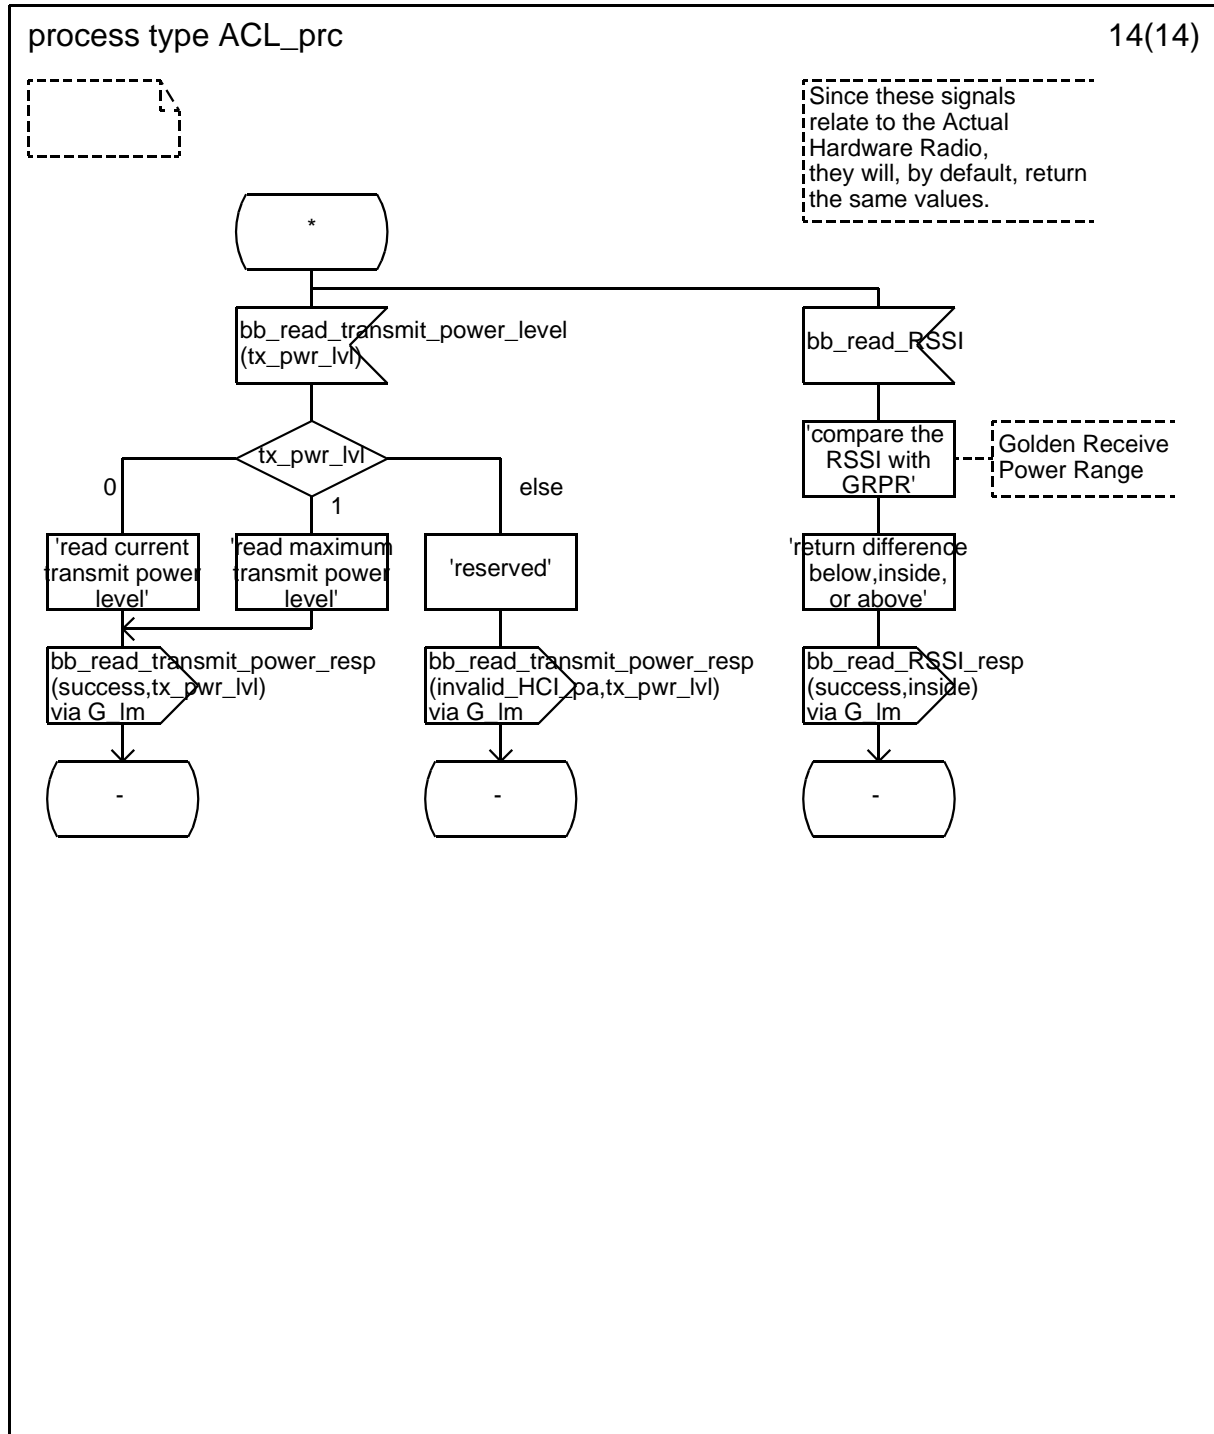 process type ACL_prc
14(14)
Since these signals
relate to the Actual
Hardware Radio,
they will, by default, return
the same values.
*
bb_read_transmit_power_level
(tx_pwr_lvl)
bb_read_RSSI
tx_pwr_lvl
0
1
else
'compare the
RSSI with
GRPR'
Golden Receive
Power Range
'read current
transmit power
level'
'read maximum
transmit power
level'
'reserved'
'return difference
below,inside,
or above'
bb_read_transmit_power_resp
(success,tx_pwr_lvl)
via G_lm
bb_read_transmit_power_resp
(invalid_HCI_pa,tx_pwr_lvl)
via G_lm
bb_read_RSSI_resp
(success,inside)
via G_lm
-
-
-